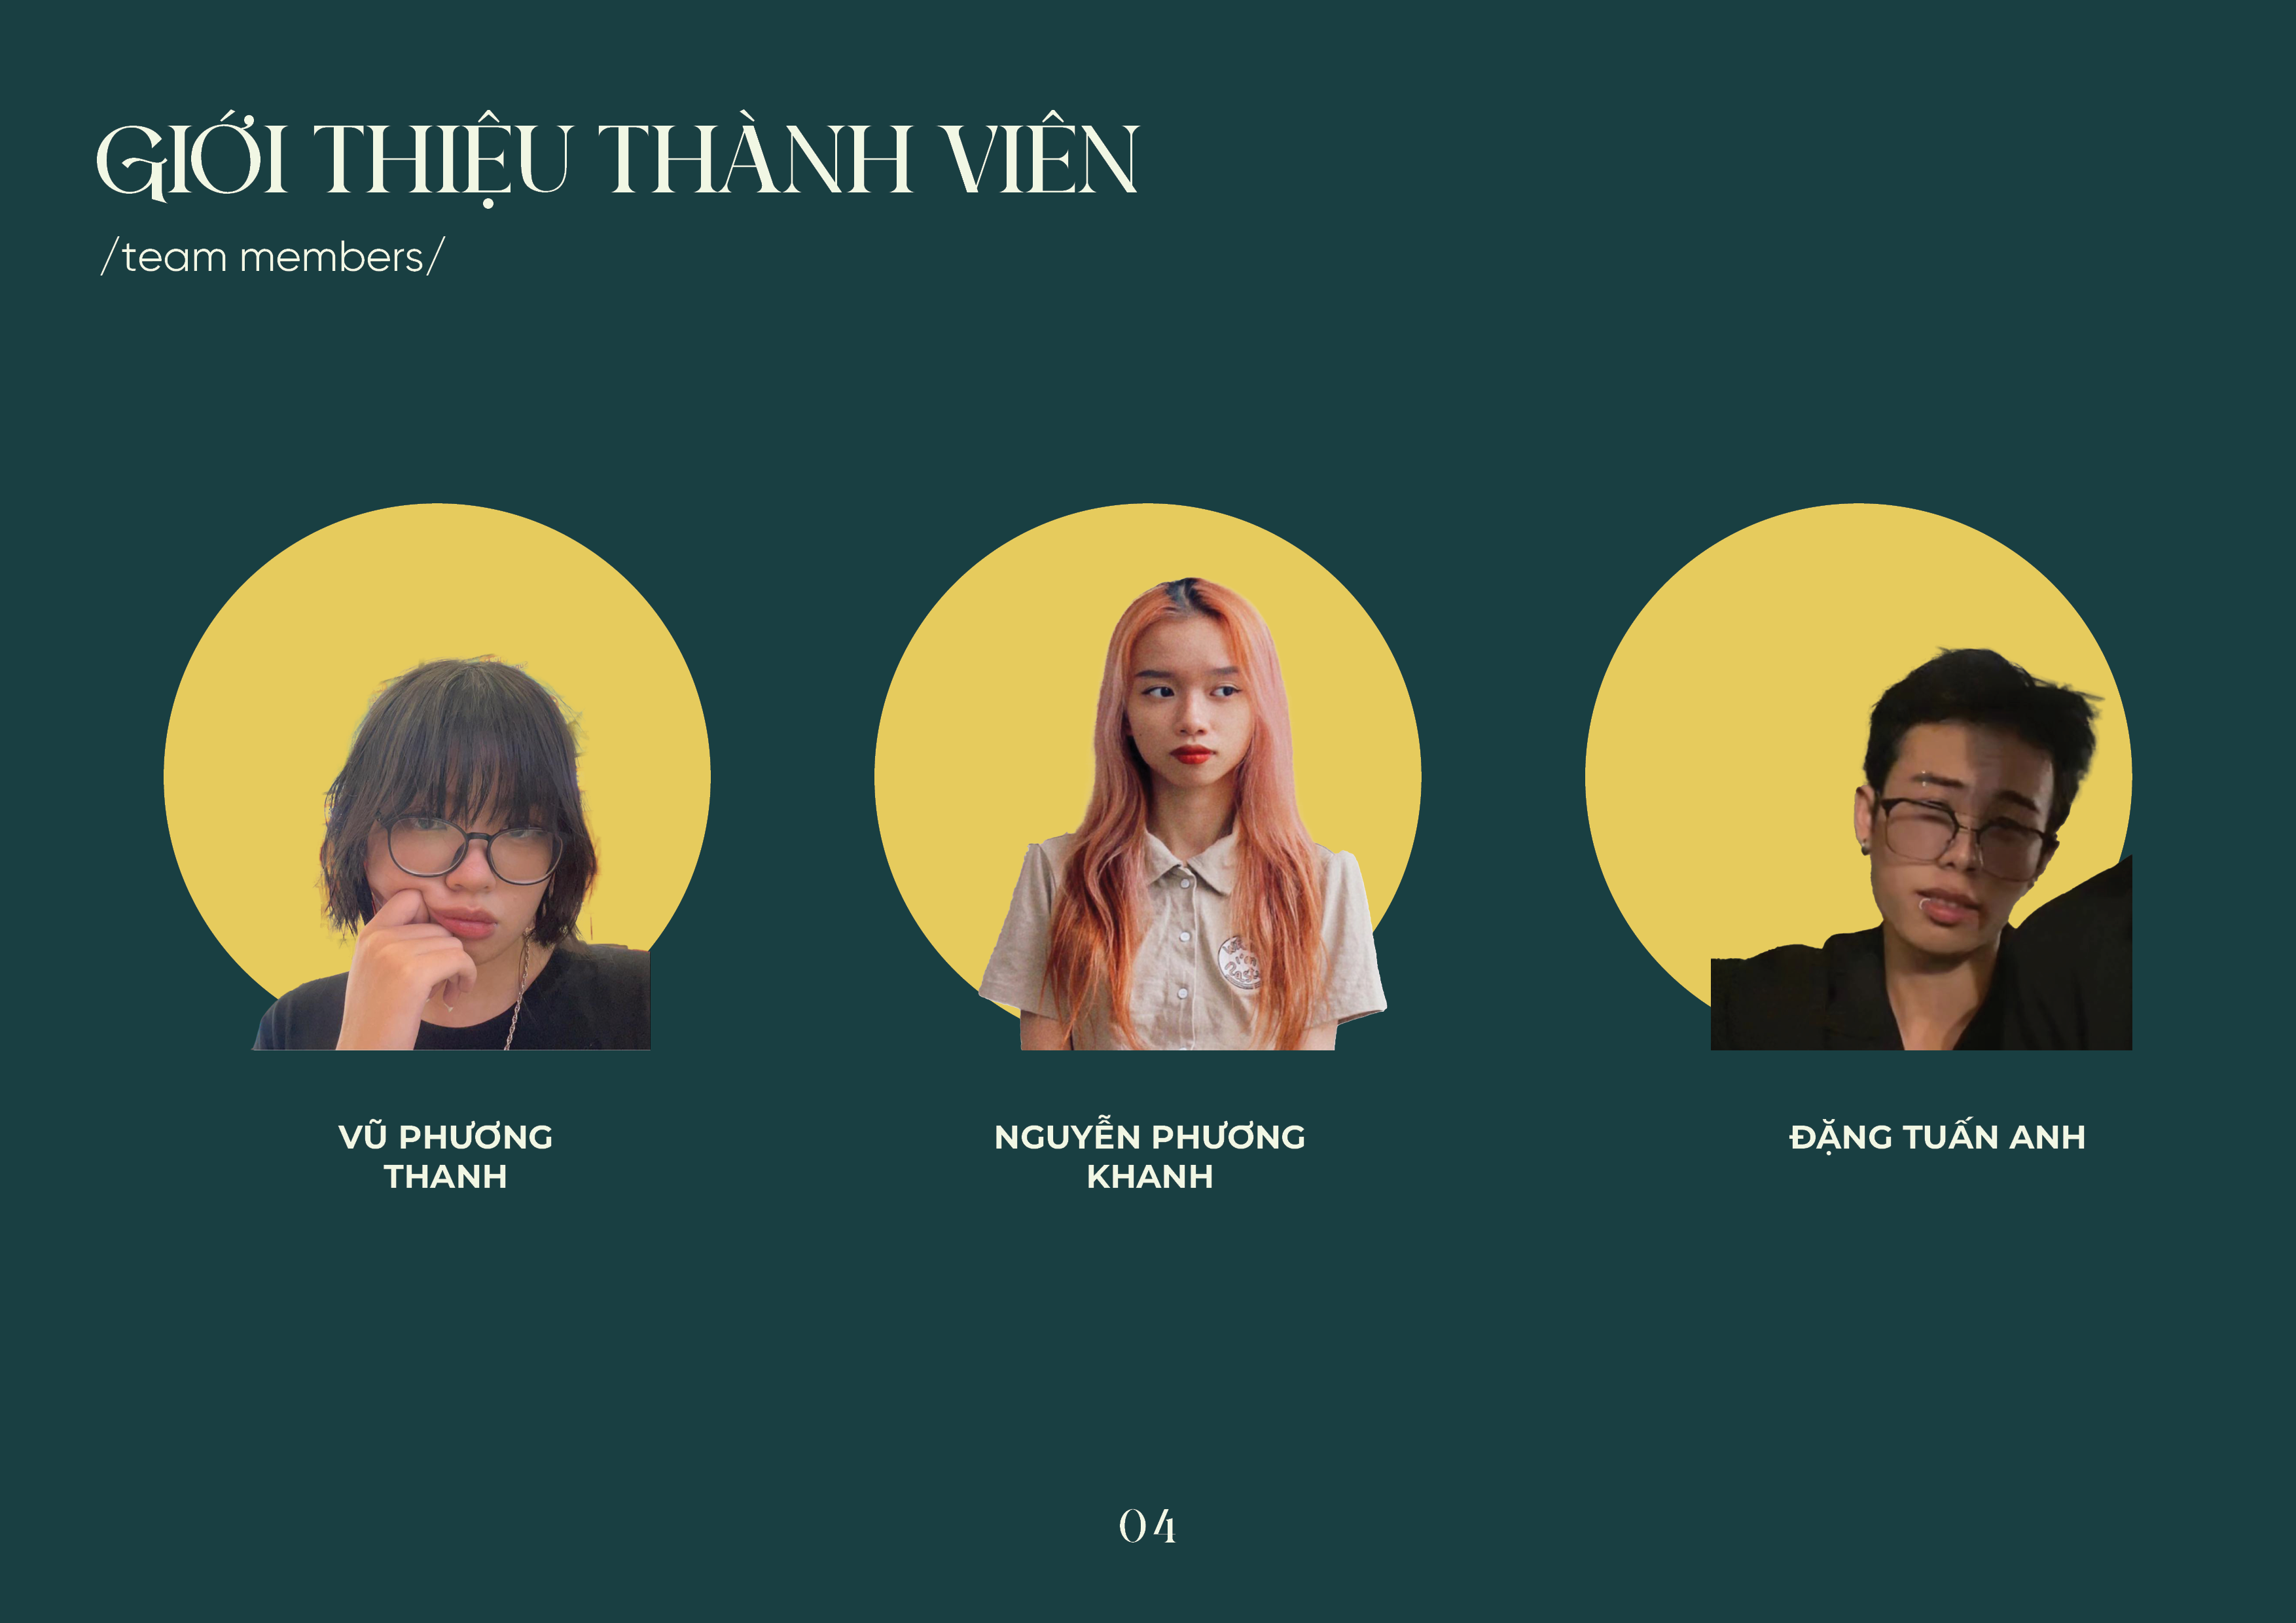 GIỚI THIỆU THÀNH VIÊN
/team members/
VŨ PHƯƠNG
THANH
NGUYỄN PHƯƠNG
KHANH
ĐẶNG TUẤN ANH
04